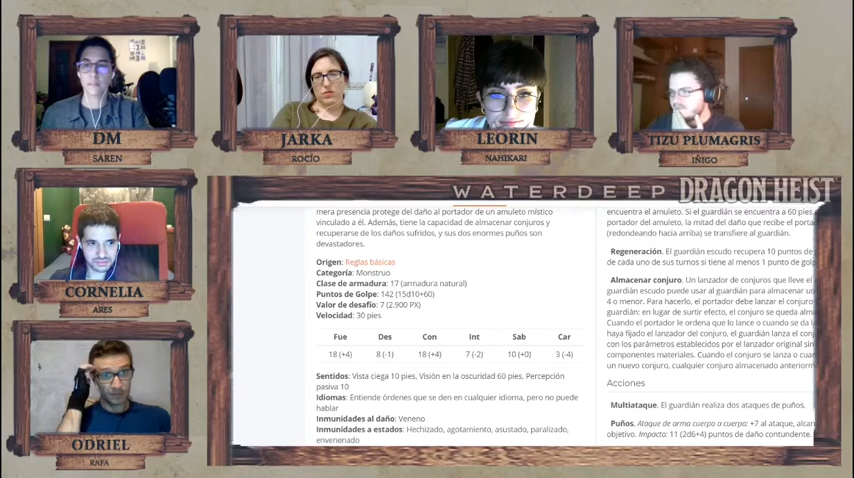 DM
SAREN
JARKA
ROCÍO
LEORIN
NAHIKARI
TIZU PLUMAGRIS
IÑIGO
CORNELIA
ARES
ODRIEL
RAFA
WATERDEEP DRAGON HEIST
mera presencia protege del daño al portador de un amuleto místico
vinculado a él. Además, tiene la capacidad de almacenar conjuros y
recuperarse de los daños sufridos, y sus dos enormes puños son
devastadores.
Origen: Reglas básicas
Categoría: Monstruo
Clase de armadura: 17 (armadura natural)
Puntos de Golpe: 142 (15d10+60)
Valor de desafío: 7 (2.900 PX)
Velocidad: 30 pies
Fue Des Con Int Sab Car
18 (+4) 8 (-1) 18 (+4) 7 (-2) 10 (+0) 3 (-4)
Sentidos: Vista ciega 10 pies, Visión en la oscuridad 60 pies, Percepción
pasiva 10
Idiomas: Entiende órdenes que se den en cualquier idioma, pero no puede
hablar
Inmunidades al daño: Veneno
Inmunidades a estados: Hechizado, agotamiento, asustado, paralizado,
envenenado
encuentra el amuleto. Si el guardián se encuentra a 60 pies
portador del amuleto, la mitad del daño que recibe el porta
(redondeando hacia arriba) se transfiere al guardián.
Regeneración. El guardián escudo recupera 10 puntos de
de cada uno de sus turnos si tiene al menos 1 punto de golp
Almacenar conjuro. Un lanzador de conjuros que lleve el
guardián escudo puede usar al guardián para almacenar un
4 o menor. Para hacerlo, el portador debe lanzar el conjuro
guardián: en lugar de surtir efecto, el conjuro se queda alm
Cuando el portador le ordena que lo lance o cuando se da l
haya fijado el lanzador del conjuro, el guardián lanza el conj
con los parámetros establecidos por el lanzador original sin
componentes materiales. Cuando el conjuro se lanza o cuan
un nuevo conjuro, cualquier conjuro almacenado anteriorm
Acciones
Multiataque. El guardián realiza dos ataques de puños.
Puños. Ataque de arma cuerpo a cuerpo: +7 al ataque, alcan
objetivo. Impacto: 11 (2d6+4) puntos de daño contundente.